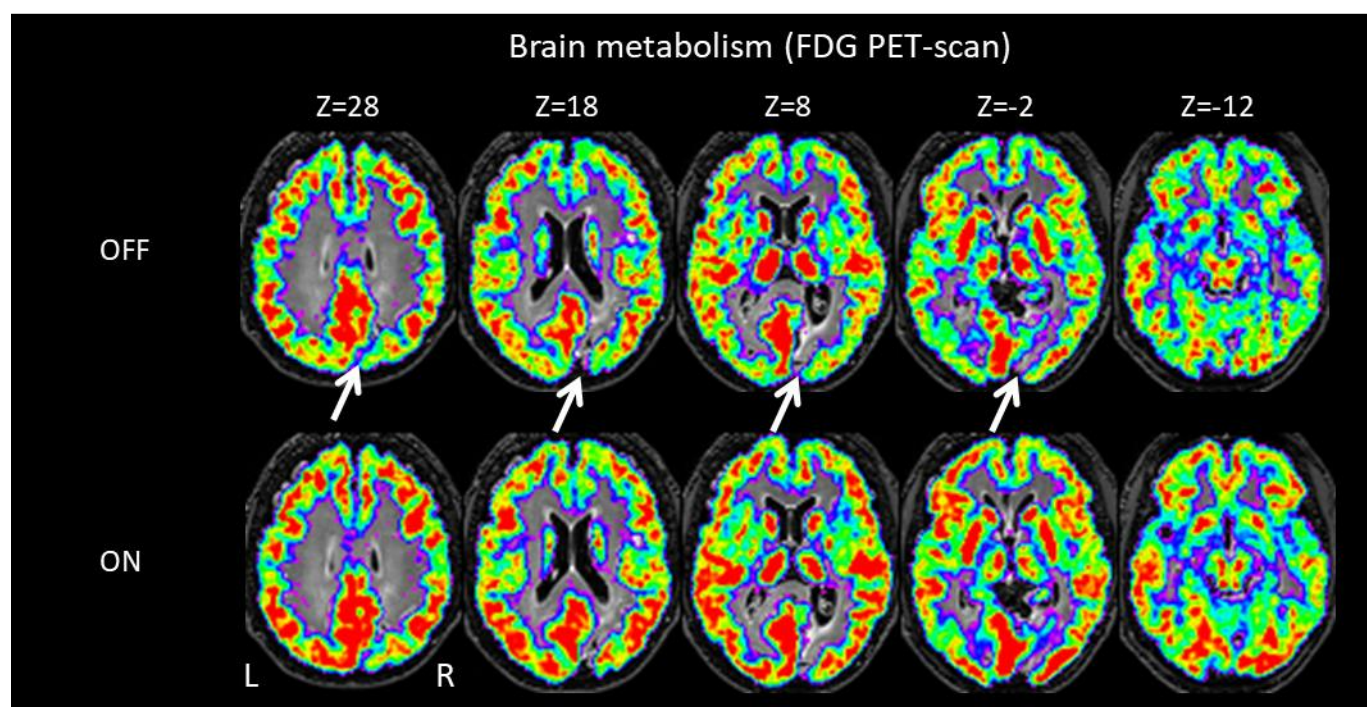 Brain metabolism (FDG PET-scan)
Z=28 Z=18 Z=8 Z=-2 Z=-12
OFF
ON
L R